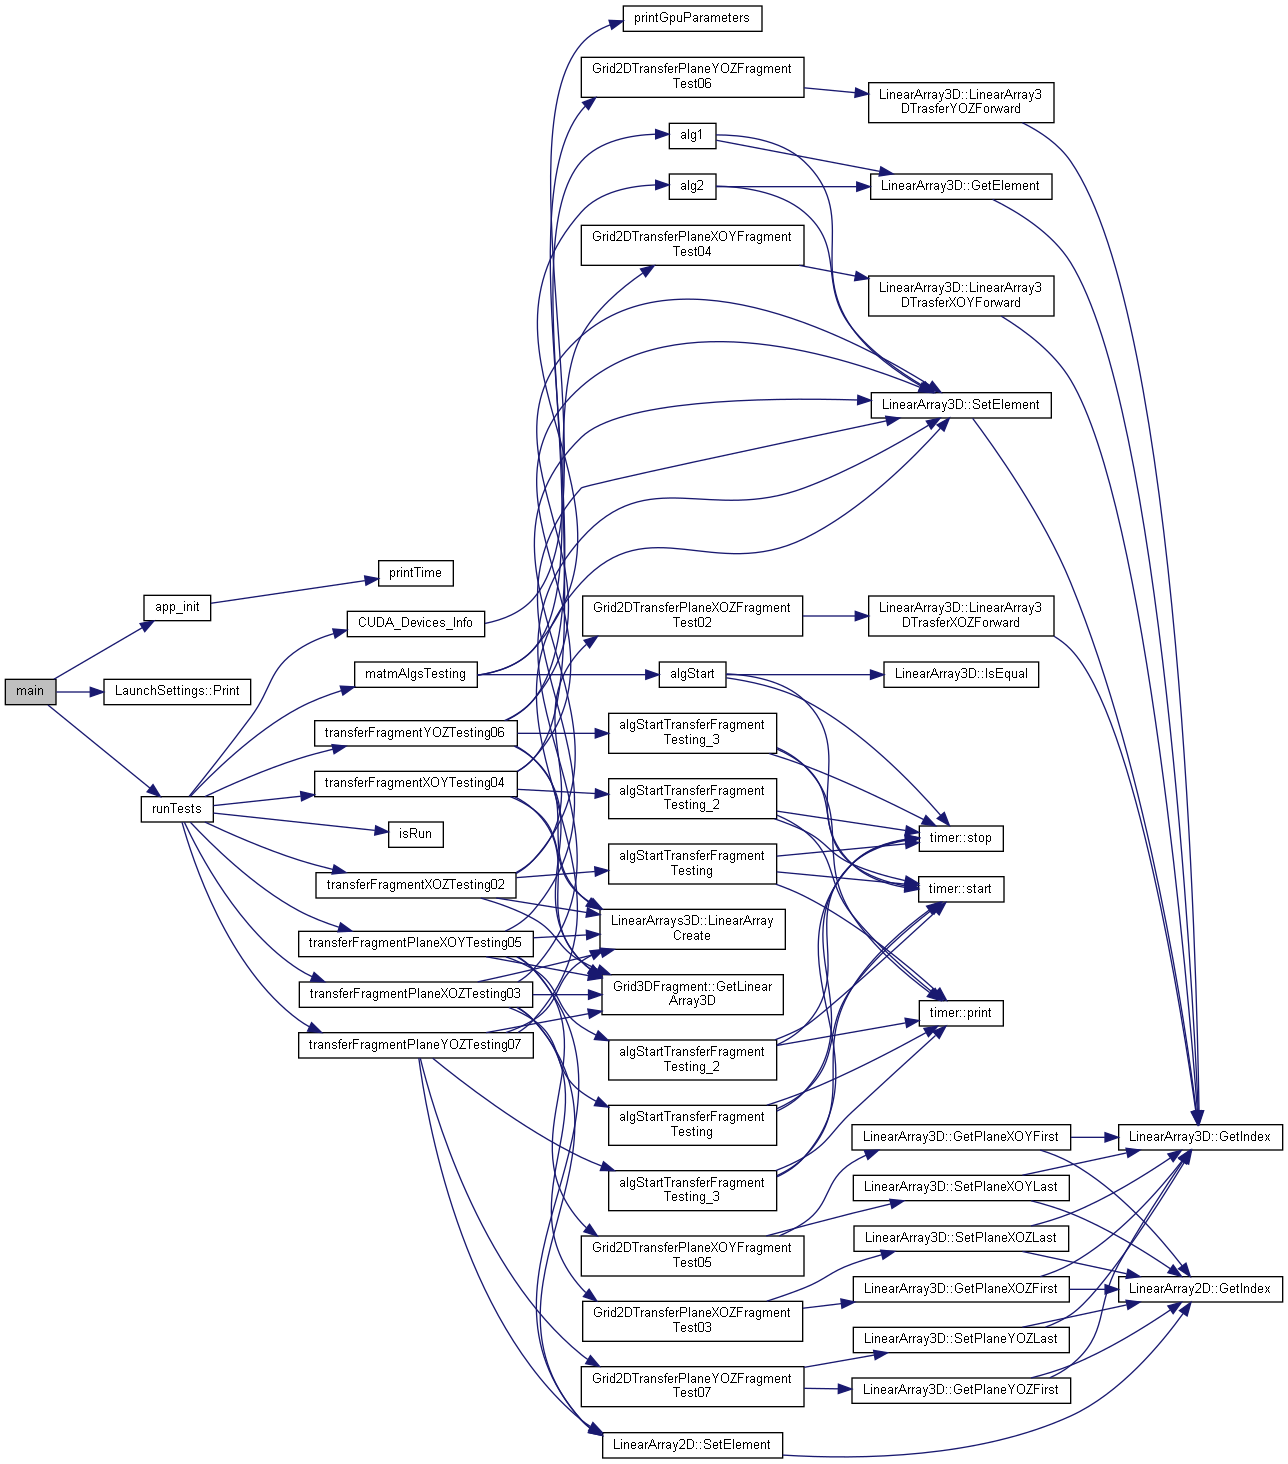 main
app_init
LaunchSettings::Print
runTests
printTime
CUDA_Devices_Info
matmAlgsTesting
transferFragmentYOZTesting06
transferFragmentXOYTesting04
isRun
transferFragmentXOZTesting02
transferFragmentPlaneXOYTesting05
transferFragmentPlaneXOZTesting03
transferFragmentPlaneYOZTesting07
printGpuParameters
Grid2DTransferPlaneYOZFragment
Test06
alg1
alg2
Grid2DTransferPlaneXOYFragment
Test04
Grid2DTransferPlaneXOZFragment
Test02
algStart
algStartTransferFragment
Testing_3
algStartTransferFragment
Testing_2
algStartTransferFragment
Testing
LinearArrays3D::LinearArray
Create
Grid3DFragment::GetLinear
Array3D
algStartTransferFragment
Testing_2
algStartTransferFragment
Testing
algStartTransferFragment
Testing_3
Grid2DTransferPlaneXOYFragment
Test05
Grid2DTransferPlaneXOZFragment
Test03
Grid2DTransferPlaneYOZFragment
Test07
LinearArray2D::SetElement
LinearArray3D::LinearArray3
DTrasferYOZForward
LinearArray3D::GetElement
LinearArray3D::LinearArray3
DTrasferXOYForward
LinearArray3D::SetElement
LinearArray3D::LinearArray3
DTrasferXOZForward
LinearArray3D::IsEqual
timer::stop
timer::start
timer::print
LinearArray3D::GetPlaneXOYFirst
LinearArray3D::SetPlaneXOYLast
LinearArray3D::SetPlaneXOZLast
LinearArray3D::GetPlaneXOZFirst
LinearArray3D::SetPlaneYOZLast
LinearArray3D::GetPlaneYOZFirst
LinearArray3D::GetIndex
LinearArray2D::GetIndex